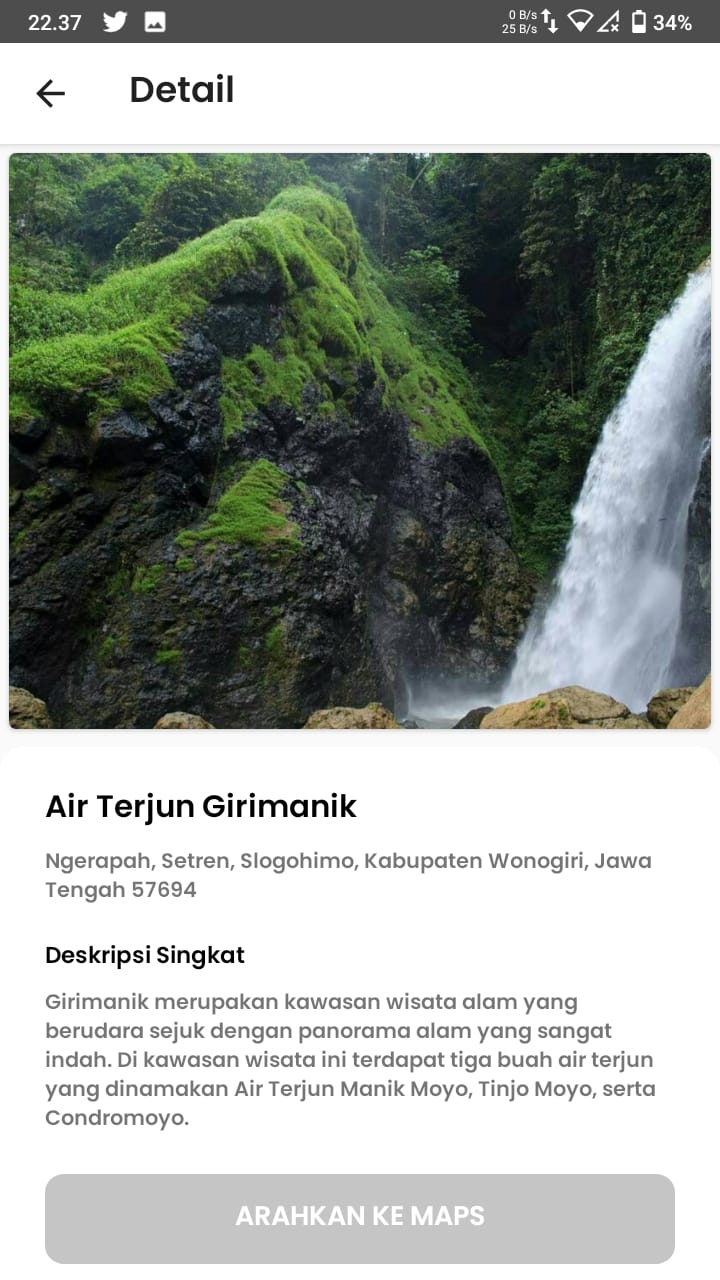 22.37
0 B/s
25 B/s
34%
Detail
Air Terjun Girimanik
Ngerapah, Setren, Slogohimo, Kabupaten Wonogiri, Jawa
Tengah 57694
Deskripsi Singkat
Girimanik merupakan kawasan wisata alam yang
berudara sejuk dengan panorama alam yang sangat
indah. Di kawasan wisata ini terdapat tiga buah air terjun
yang dinamakan Air Terjun Manik Moyo, Tinjo Moyo, serta
Condromoyo.
ARAHKAN KE MAPS